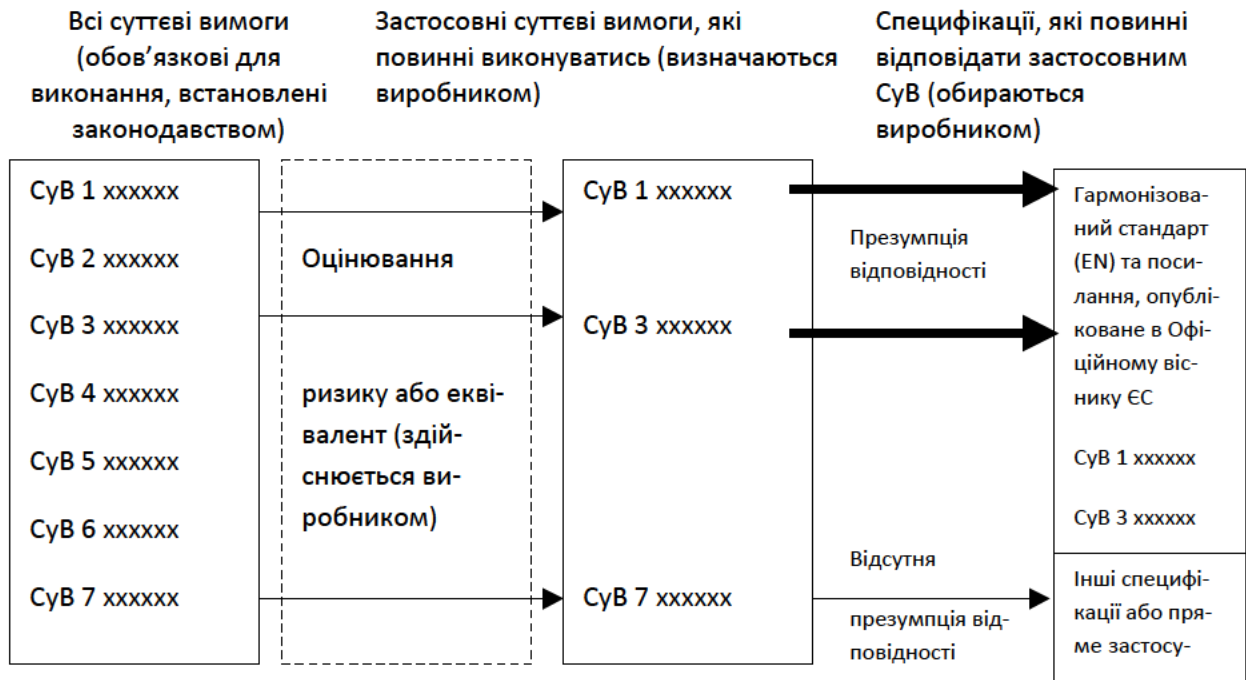 Всі суттєві вимоги
(обов’язкові для
виконання, встановлені
законодавством)
Застосовні суттєві вимоги, які
повинні виконуватись (визначаються
виробником)
Специфікації, які повинні
відповідати застосовним
СуВ (обираються
виробником)
СуВ 1 xxxxxx
СуВ 2 xxxxxx
СуВ 3 xxxxxx
СуВ 4 xxxxxx
СуВ 5 xxxxxx
СуВ 6 xxxxxx
СуВ 7 xxxxxx
Оцінювання
ризику або екві-
валент (здій-
снюється ви-
робником)
СуВ 1 xxxxxx
СуВ 3 xxxxxx
СуВ 7 xxxxxx
Презумпція
відповідності
Відсутня
презумпція від-
повідності
Гармонізова-
ний стандарт
(EN) та поси-
лання, опублі-
коване в Офі-
ційному віс-
нику ЄС
СуВ 1 xxxxxx
СуВ 3 xxxxxx
Інші специфі-
кації або пря-
ме застосу-